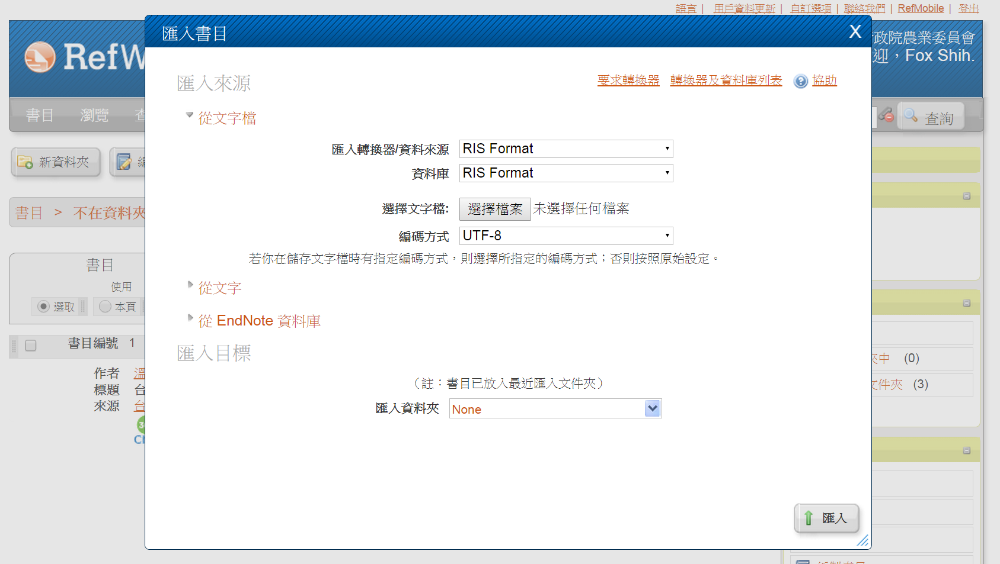 語言 | 用戶資料更新 | 自訂選項 | 聯絡我們 | RefMobile | 登出
匯入書目 X
政院農業委員會
迎，Fox Shih.
RefW
匯入來源
要求轉換器 轉換器及資料庫列表 協助
書目 瀏覽 查
查詢
從文字檔
匯入轉換器/資料來源 RIS Format
新資料夾
資料庫 RIS Format
選擇文字檔: 選擇檔案 未選擇任何檔案
書目 > 不在資料夾
編碼方式 UTF-8
若你在儲存文字檔時有指定編碼方式，則選擇所指定的編碼方式；否則按照原始設定。
書目
使用
從文字
選取 本頁
從 EndNote 資料庫
書目編號 1
匯入目標
夾中 (0)
作者 溫
標題 台
來源 台
（註：書目已放入最近匯入文件夾）
文件夾 (3)
匯入資料夾 None
匯入